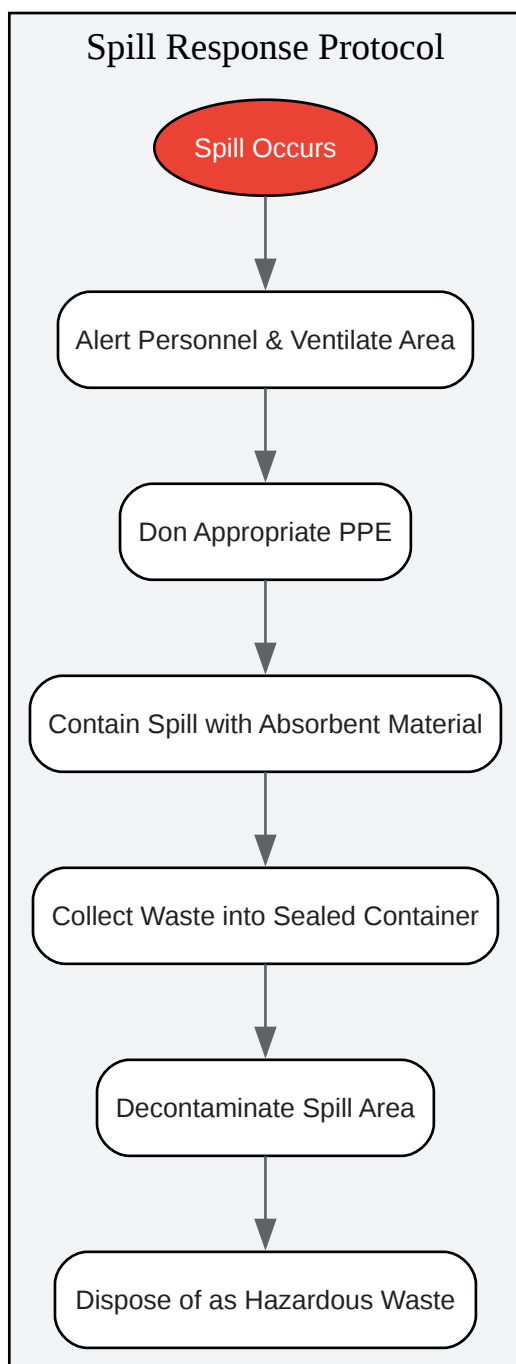 Spill Response Protocol
Spill Occurs
Alert Personnel & Ventilate Area
Don Appropriate PPE
Contain Spill with Absorbent Material
Collect Waste into Sealed Container
Decontaminate Spill Area
Dispose of as Hazardous Waste